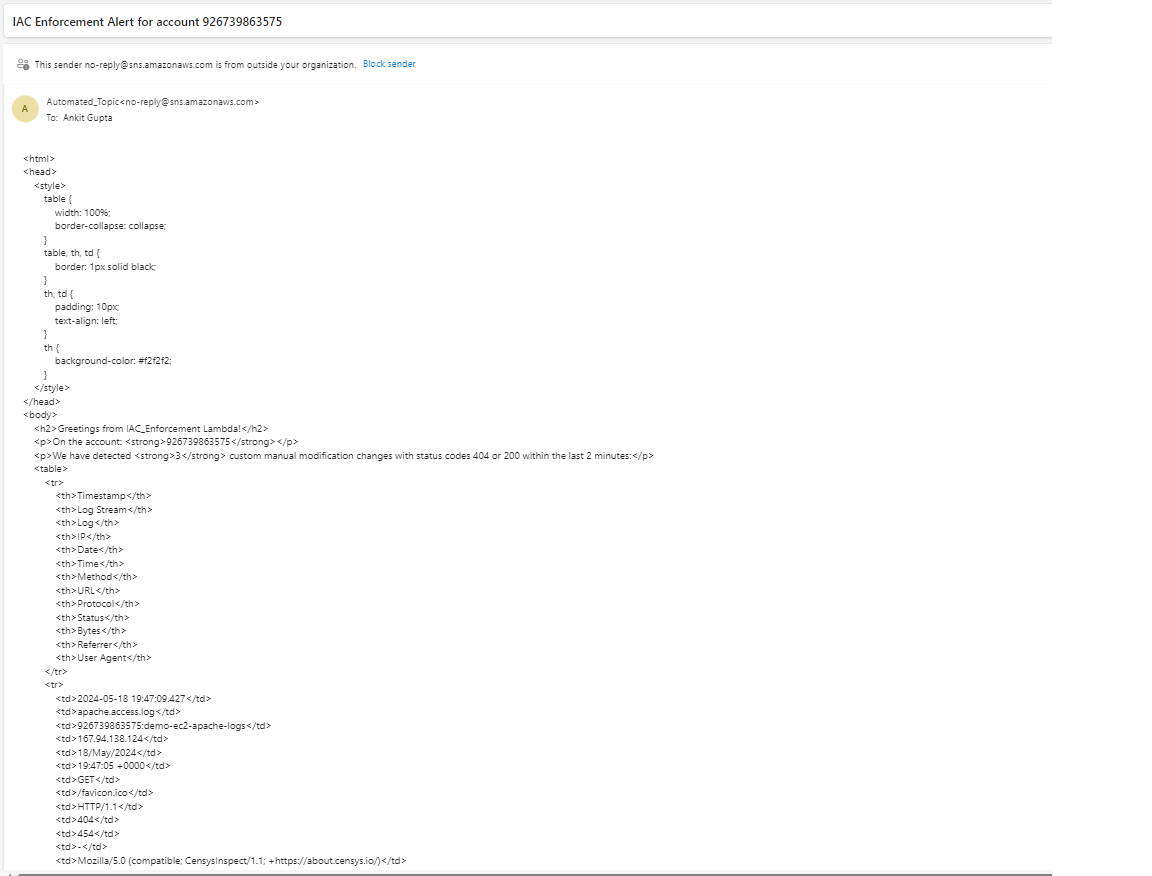 IAC Enforcement Alert for account 926739863575
This sender no-reply@sns.amazonaws.com is from outside your organization. Block sender
A
Automated_Topic<no-reply@sns.amazonaws.com>
To: Ankit Gupta
<html>
<head>
<style>
table {
width: 100%;
border-collapse: collapse;
}
table, th, td {
border: 1px solid black;
}
th, td {
padding: 10px;
text-align: left;
}
th {
background-color: #f2f2f2;
}
</style>
</head>
<body>
<h2>Greetings from IAC_Enforcement Lambda!</h2>
<p>On the account: <strong>926739863575</strong></p>
<p>We have detected <strong>3</strong> custom manual modification changes with status codes 404 or 200 within the last 2 minutes:</p>
<table>
<tr>
<th>Timestamp</th>
<th>Log Stream</th>
<th>Log</th>
<th>IP</th>
<th>Date</th>
<th>Time</th>
<th>Method</th>
<th>URL</th>
<th>Protocol</th>
<th>Status</th>
<th>Bytes</th>
<th>Referrer</th>
<th>User Agent</th>
</tr>
<tr>
<td>2024-05-18 19:47:09.427</td>
<td>apache.access.log</td>
<td>926739863575:demo-ec2-apache-logs</td>
<td>167.94.138.124</td>
<td>18/May/2024</td>
<td>19:47:05 +0000</td>
<td>GET</td>
<td>/favicon.ico</td>
<td>HTTP/1.1</td>
<td>404</td>
<td>454</td>
<td>-</td>
<td>Mozilla/5.0 (compatible; CensysInspect/1.1; +https://about.censys.io/)</td>